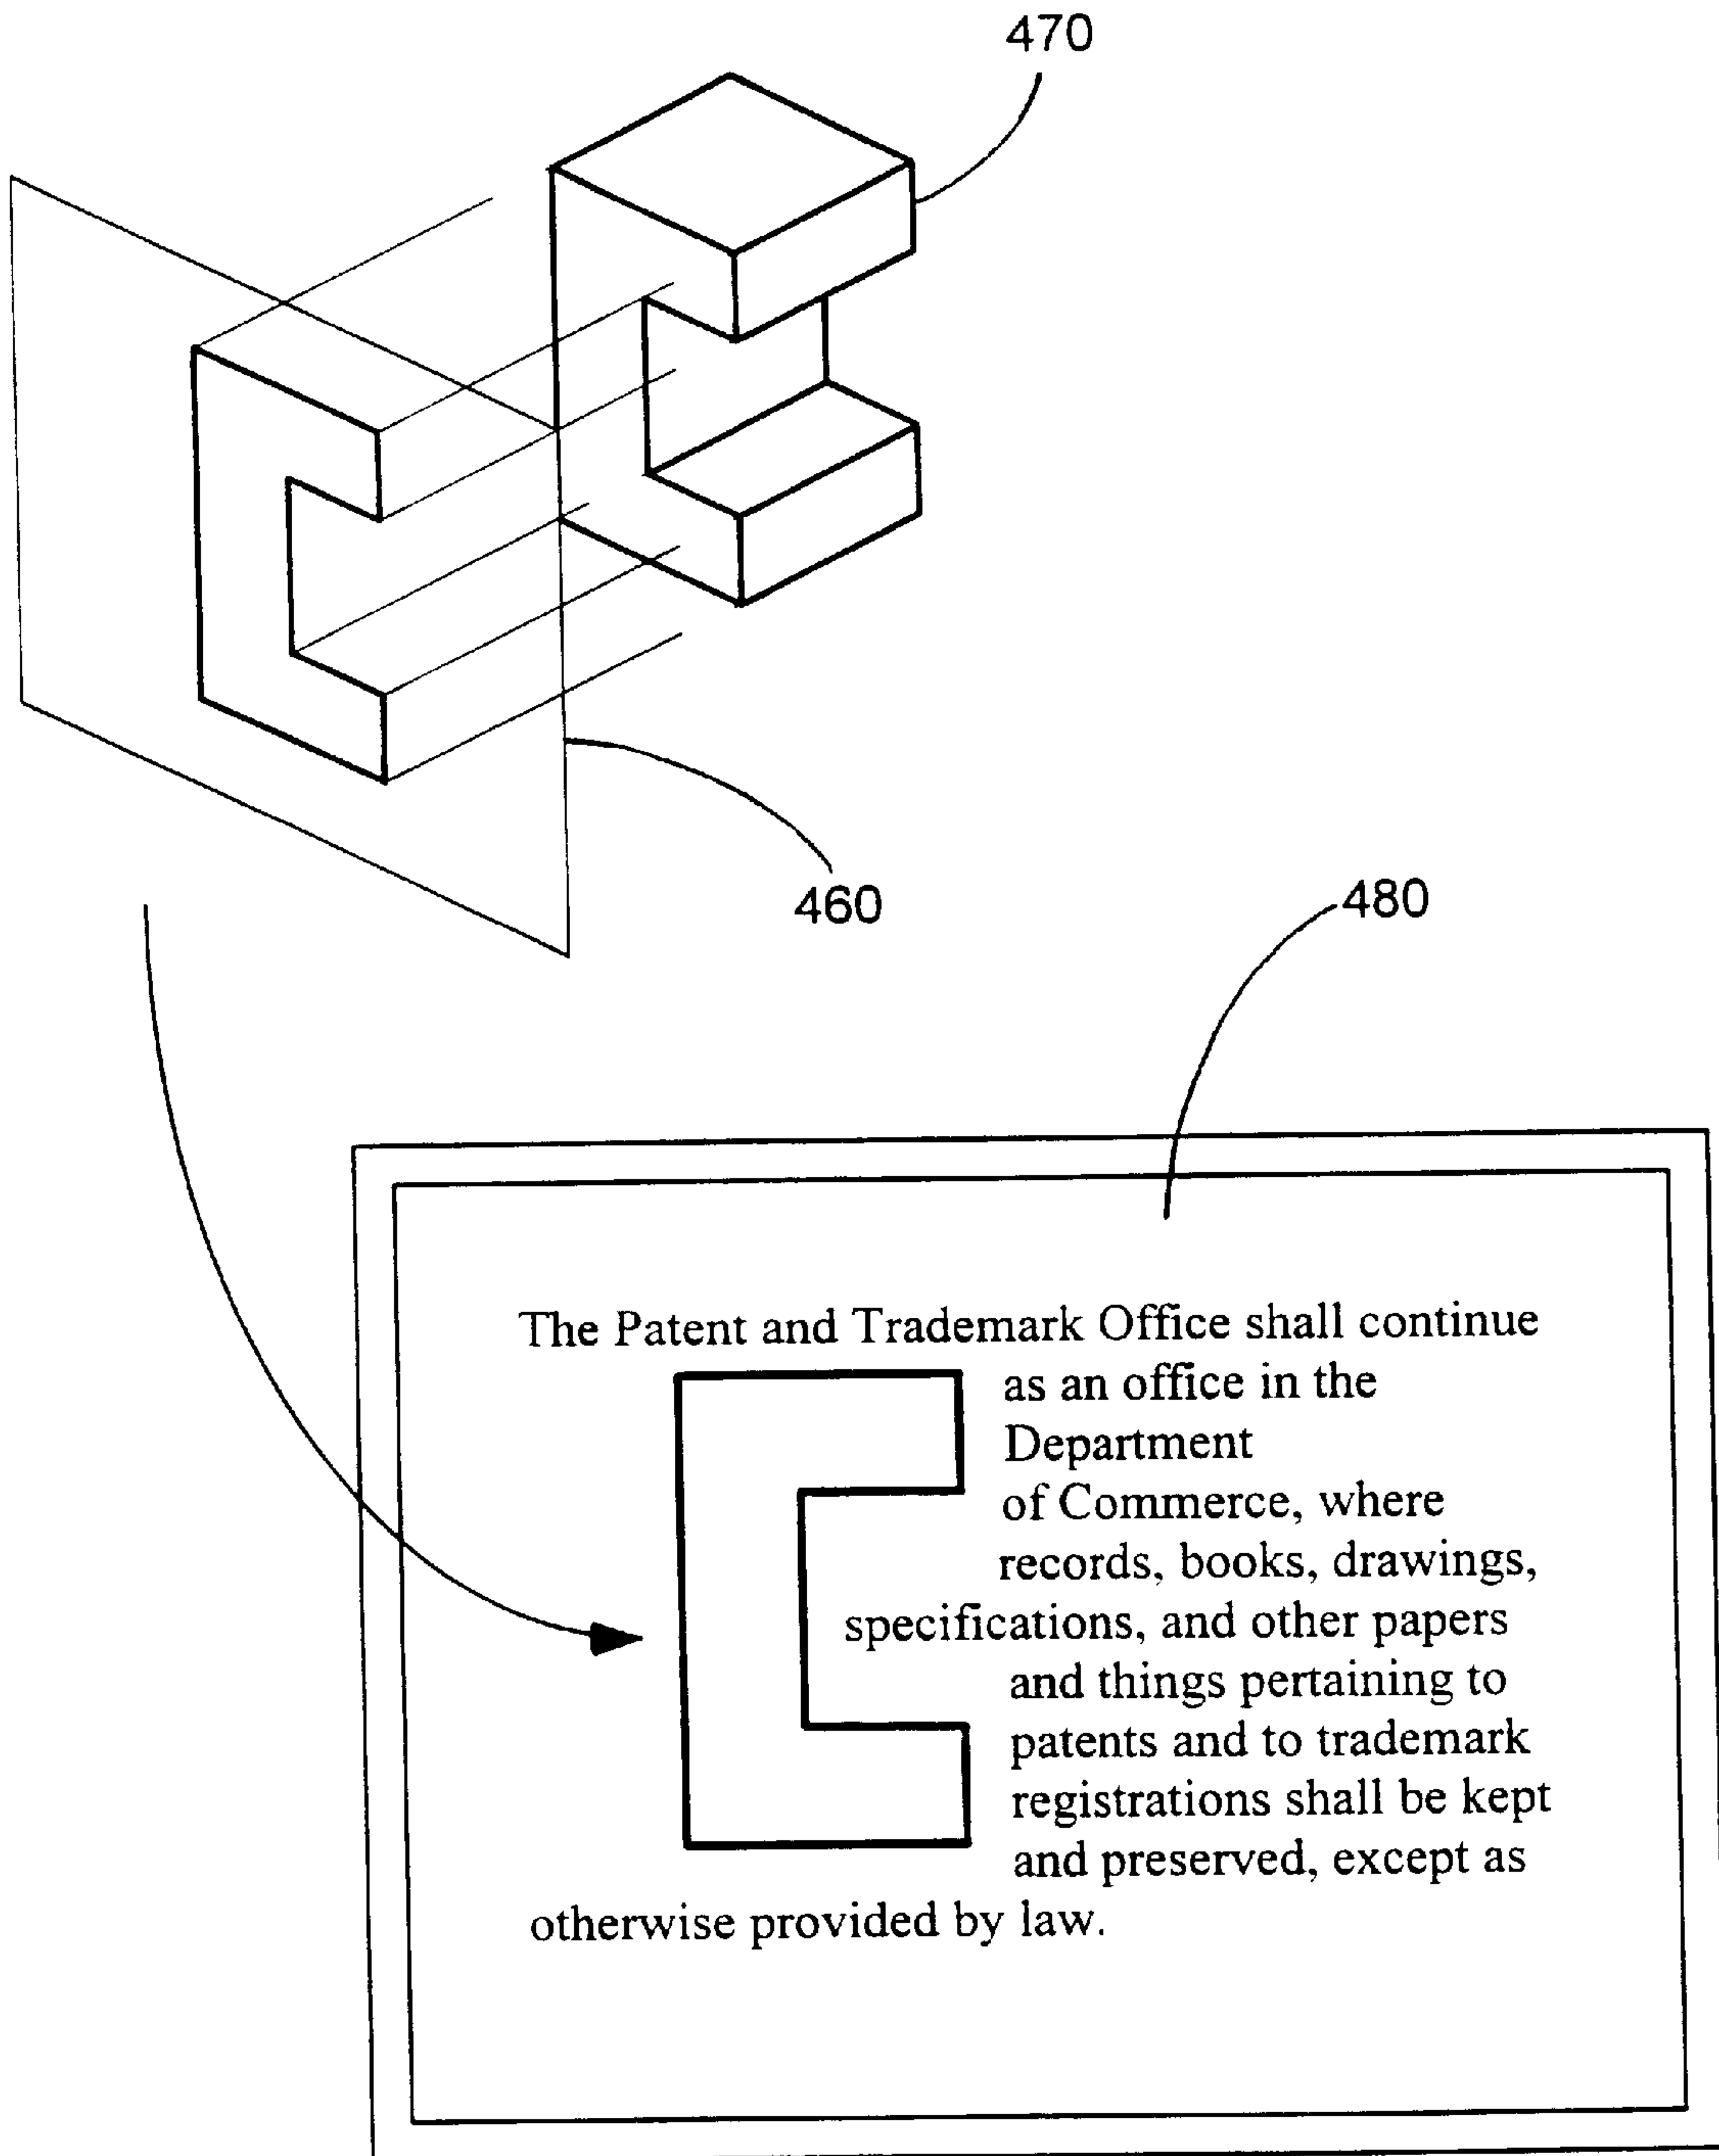 470
460
480
The Patent and Trademark Office shall continue
as an office in the
Department
of Commerce, where
records, books, drawings,
specifications, and other papers
and things pertaining to
patents and to trademark
registrations shall be kept
and preserved, except as
otherwise provided by law.